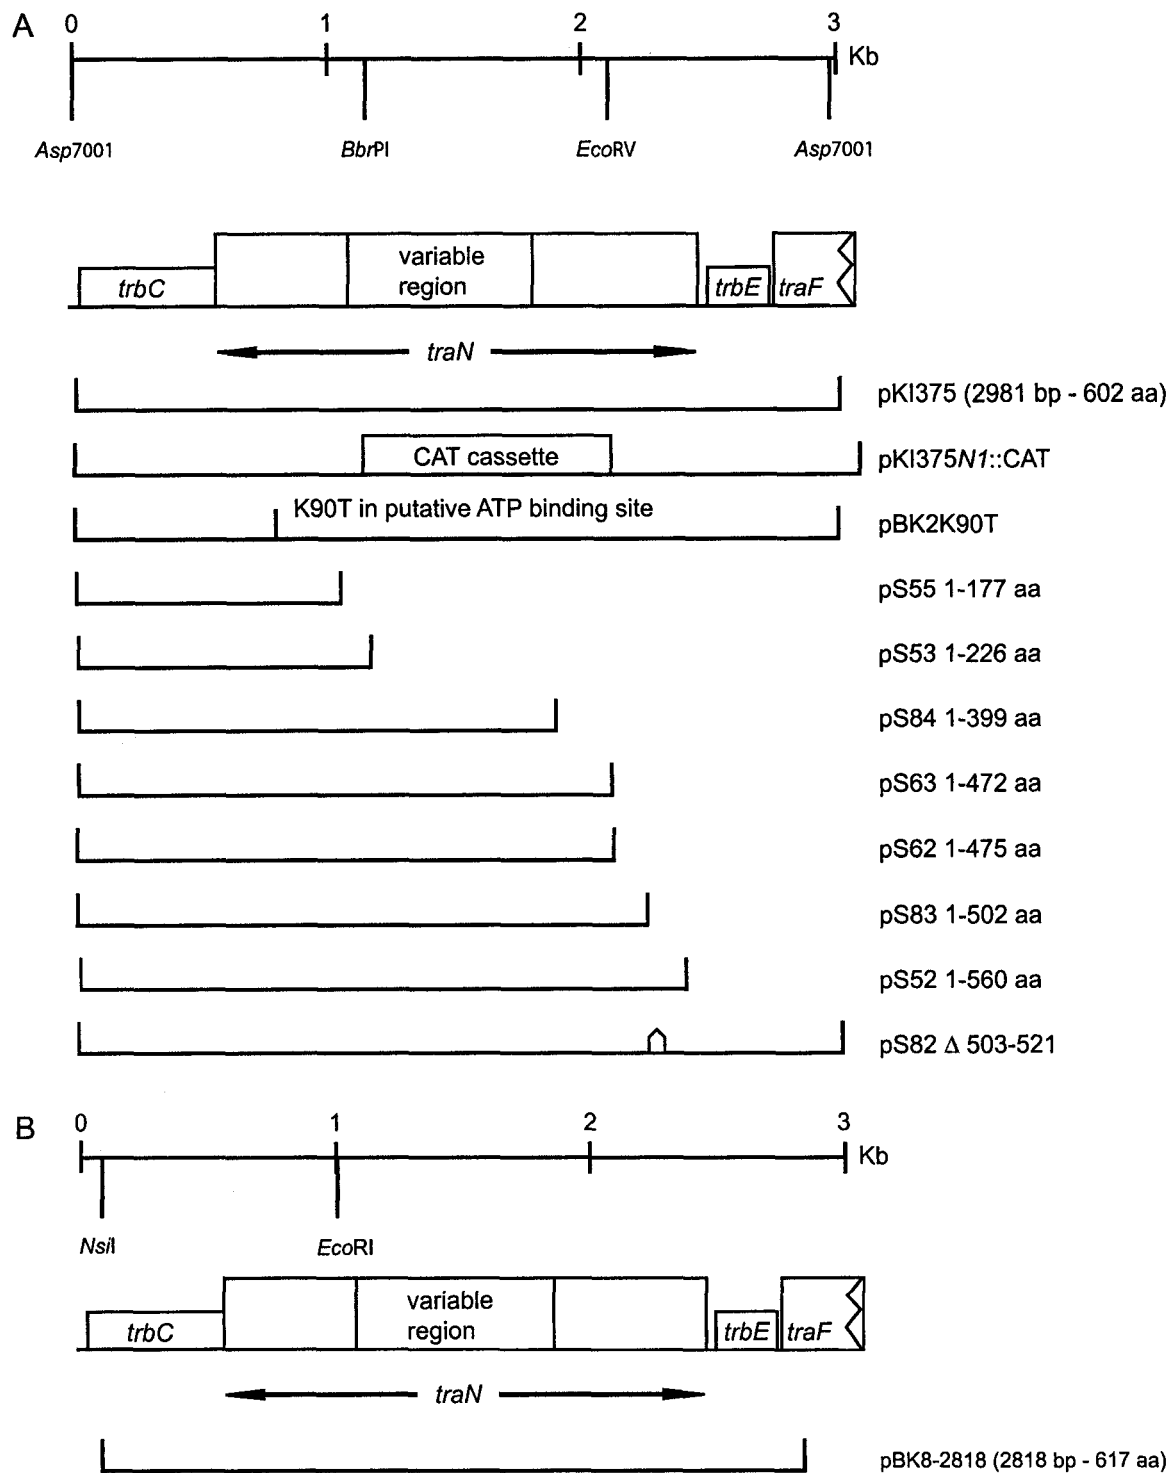 A
0 1 2 3
Kb
Asp7001 BbrPI EcoRV Asp7001
variable
region
trbC trbE traF
traN
pKI375 (2981 bp - 602 aa)
CAT cassette pKI375N1::CAT
K90T in putative ATP binding site
pBK2K90T
pS55 1-177 aa
pS53 1-226 aa
pS84 1-399 aa
pS63 1-472 aa
pS62 1-475 aa
pS83 1-502 aa
pS52 1-560 aa
pS82 Δ 503-521
B
0 1 2 3
Kb
NsiI EcoRI
variable
region
trbC trbE traF
traN
pBK8-2818 (2818 bp - 617 aa)